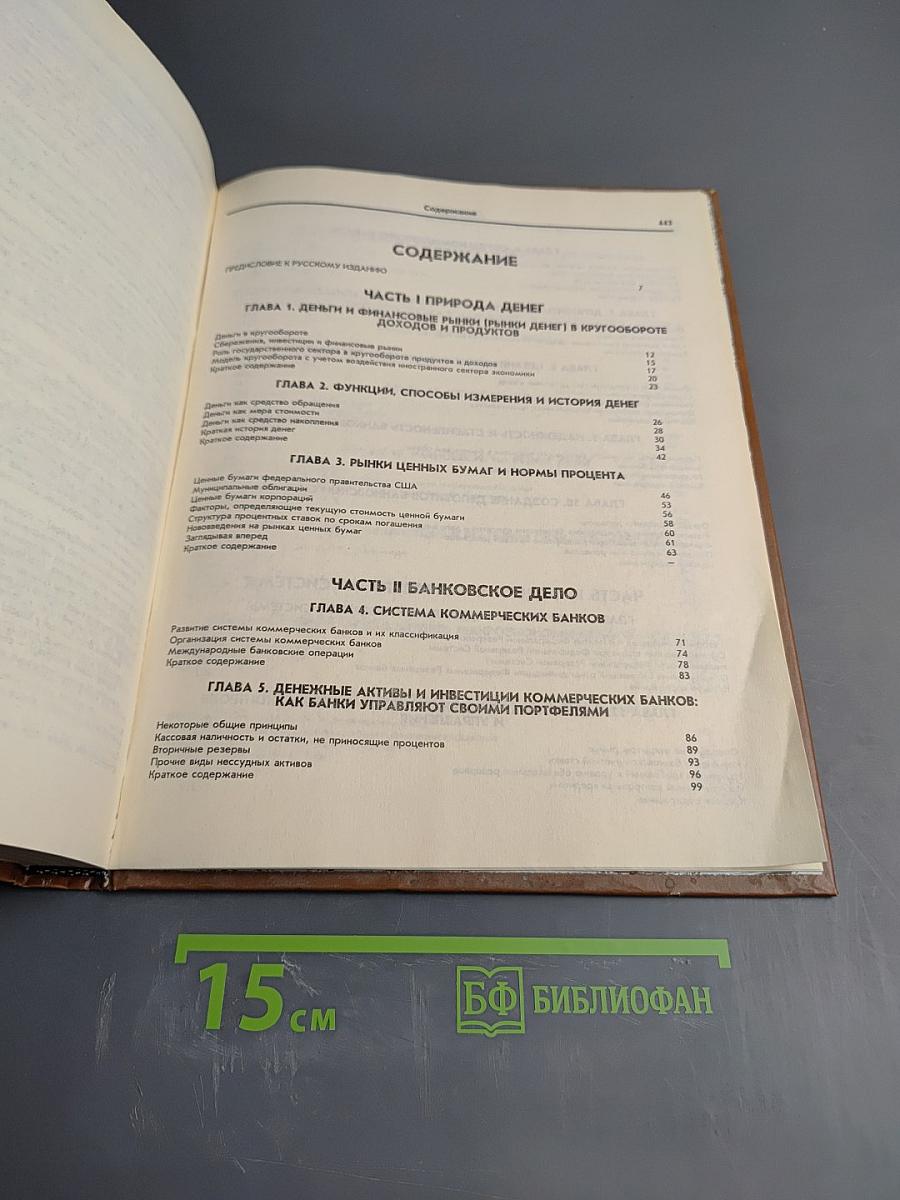 Содержание
445
СОДЕРЖАНИЕ
ПРЕДИСЛОВИЕ К РУССКОМУ ИЗДАНИЮ 7
ЧАСТЬ I ПРИРОДА ДЕНЕГ
ГЛАВА 1. ДЕНЬГИ И ФИНАНСОВЫЕ РЫНКИ (РЫНКИ ДЕНЕГ) В КРУГООБОРОТЕ
ДОХОДОВ И ПРОДУКТОВ
Деньги в кругообороте 12
Сбережения, инвестиции и финансовые рынки 15
Роль государственного сектора в кругообороте продуктов и доходов 17
Модель кругооборота с учетом воздействия иностранного сектора экономики 20
Краткое содержание 23
ГЛАВА 2. ФУНКЦИИ, СПОСОБЫ ИЗМЕРЕНИЯ И ИСТОРИЯ ДЕНЕГ
Деньги как средство обращения 26
Деньги как мера стоимости 28
Деньги как средство накопления 30
Краткая история денег 34
Краткое содержание 42
ГЛАВА 3. РЫНКИ ЦЕННЫХ БУМАГ И НОРМЫ ПРОЦЕНТА
Ценные бумаги федерального правительства США 46
Муниципальные облигации 53
Ценные бумаги корпораций 56
Факторы, определяющие текущую стоимость ценной бумаги 58
Структура процентных ставок по срокам погашения 60
Нововведения на рынках ценных бумаг 61
Заглядывая вперед 63
Краткое содержание —
ЧАСТЬ II БАНКОВСКОЕ ДЕЛО
ГЛАВА 4. СИСТЕМА КОММЕРЧЕСКИХ БАНКОВ
Развитие системы коммерческих банков и их классификация 71
Организация системы коммерческих банков 74
Международные банковские операции 78
Краткое содержание 83
ГЛАВА 5. ДЕНЕЖНЫЕ АКТИВЫ И ИНВЕСТИЦИИ КОММЕРЧЕСКИХ БАНКОВ:
КАК БАНКИ УПРАВЛЯЮТ СВОИМИ ПОРТФЕЛЯМИ
Некоторые общие принципы 86
Кассовая наличность и остатки, не приносящие процентов 89
Вторичные резервы 93
Прочие виды нессудных активов 96
Краткое содержание 99
15 см
БФ БИБЛИОФАН